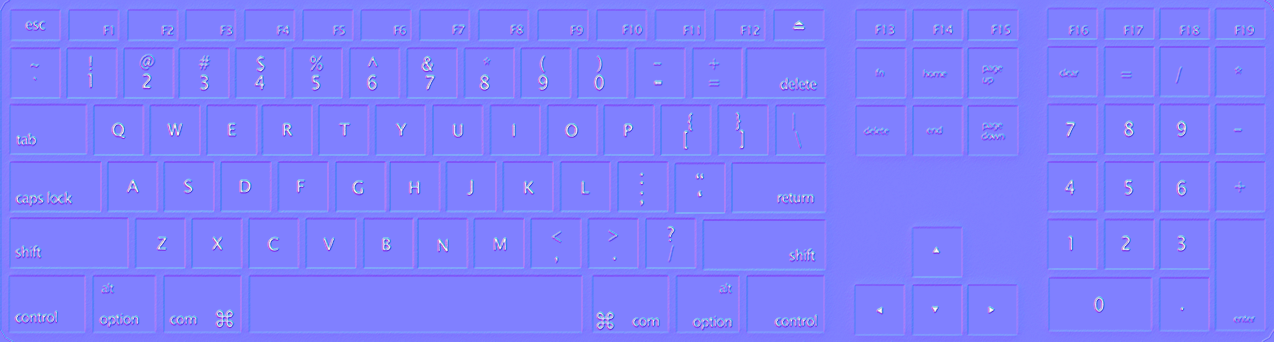 esc F1 F2 F3 F4 F5 F6 F7 F8 F9 F10 F11 F12 F13 F14 F15 F16 F17 F18 F19
~ ! @ # $ % ^ & * ( ) - + page
` 1 2 3 4 5 6 7 8 9 0 - = delete fn home up clear = / *
tab Q W E R T Y U I O P { [ } ] | \ delete end page down 7 8 9 -
caps lock A S D F G H J K L : ; “ ‘ return 4 5 6 +
shift Z X C V B N M < , > . ? / shift ▲ 1 2 3
alt alt
control option com ⌘ ⌘ com option control ◄ ▼ ► 0 . enter